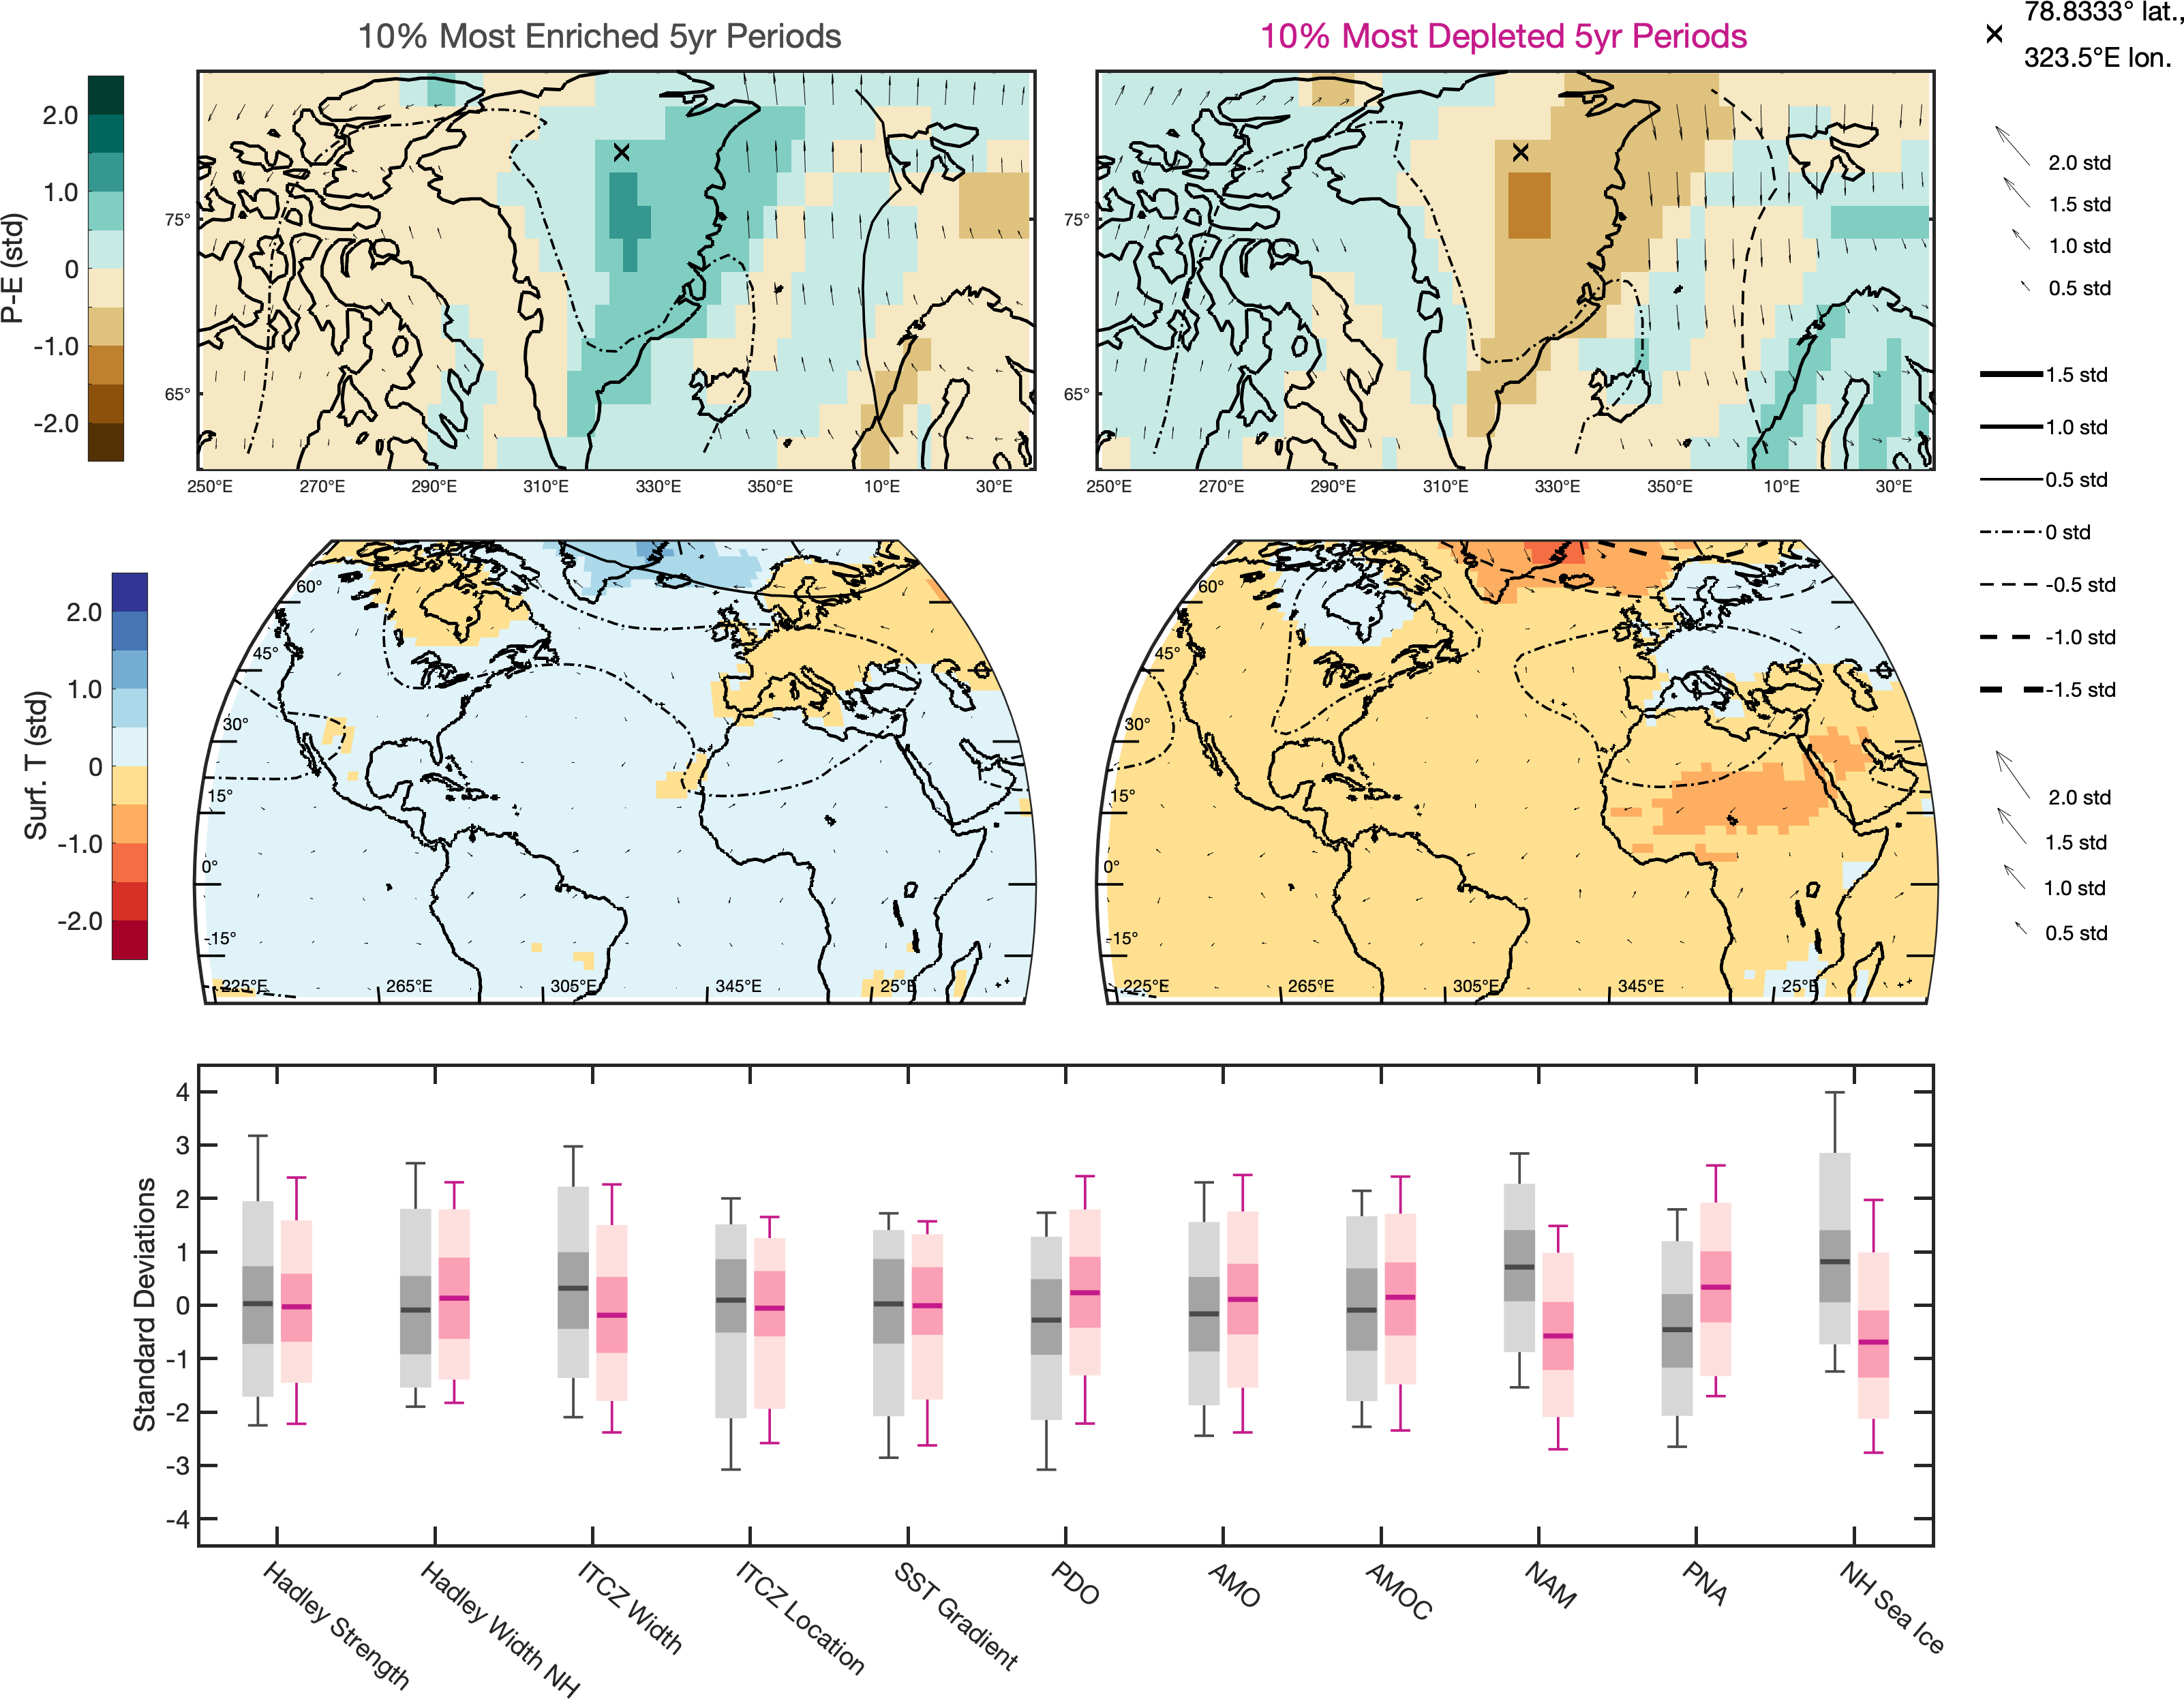 10% Most Enriched 5yr Periods
10% Most Depleted 5yr Periods
78.8333° lat.,
323.5°E lon.
P-E (std)
2.0
1.0
0
-1.0
-2.0
75°
65°
250°E 270°E 290°E 310°E 330°E 350°E 10°E 30°E
75°
65°
250°E 270°E 290°E 310°E 330°E 350°E 10°E 30°E
2.0 std
1.5 std
1.0 std
0.5 std
1.5 std
1.0 std
0.5 std
0 std
-0.5 std
-1.0 std
-1.5 std
2.0 std
1.5 std
1.0 std
0.5 std
Surf. T (std)
2.0
1.0
0
-1.0
-2.0
60°
45°
30°
15°
0°
-15°
225°E 265°E 305°E 345°E 25°E
60°
45°
30°
15°
0°
-15°
225°E 265°E 305°E 345°E 25°E
Standard Deviations
4
3
2
1
0
-1
-2
-3
-4
Hadley Strength
Hadley Width NH
ITCZ Width
ITCZ Location
SST Gradient
PDO
AMO
AMOC
NAM
PNA
NH Sea Ice